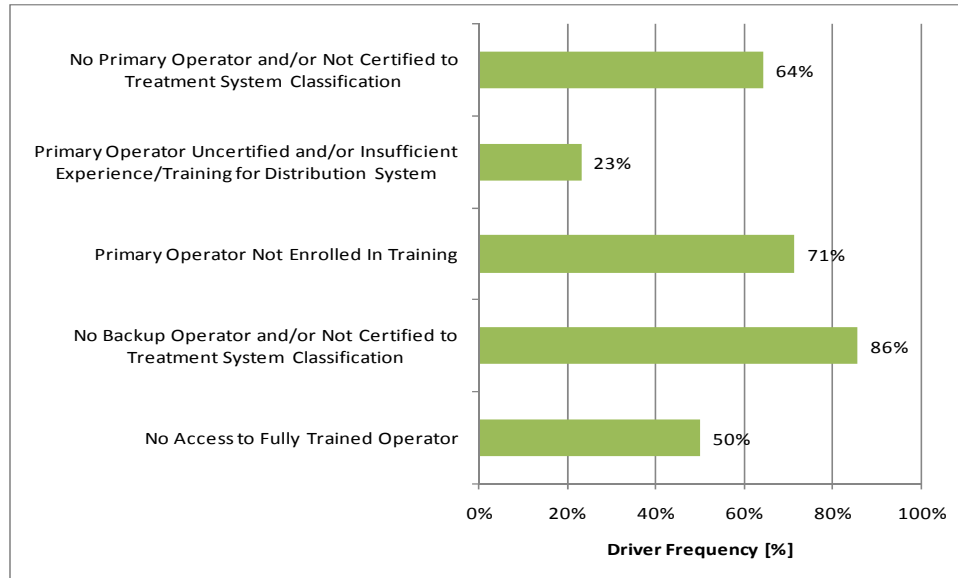 No Primary Operator and/or Not Certified to
Treatment System Classification
64%
Primary Operator Uncertified and/or Insufficient
Experience/Training for Distribution System
23%
Primary Operator Not Enrolled In Training
71%
No Backup Operator and/or Not Certified to
Treatment System Classification
86%
No Access to Fully Trained Operator
50%
0% 20% 40% 60% 80% 100%
Driver Frequency [%]